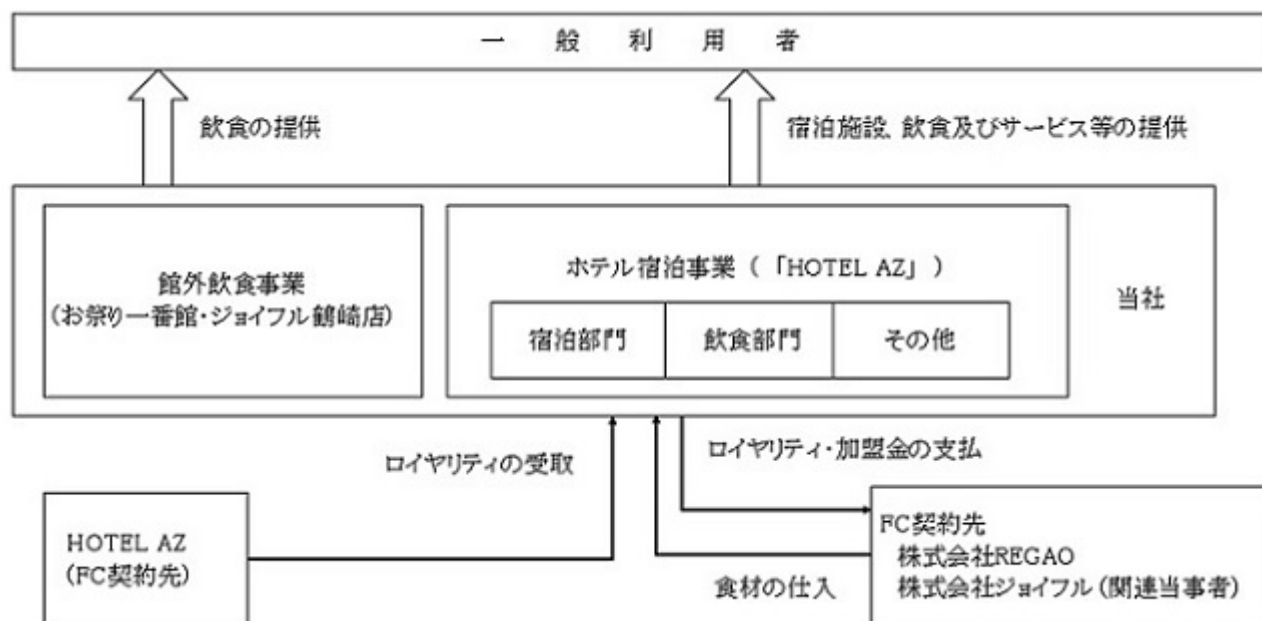 一般利用者
飲食の提供
宿泊施設、飲食及びサービス等の提供
館外飲食事業
(お祭り一番館・ジョイフル鶴崎店)
ホテル宿泊事業(「HOTEL AZ」)
宿泊部門
飲食部門
その他
当社
ロイヤリティの受取
ロイヤリティ・加盟金の支払
HOTEL AZ
(FC契約先)
食材の仕入
FC契約先
株式会社REGAO
株式会社ジョイフル(関連当事者)